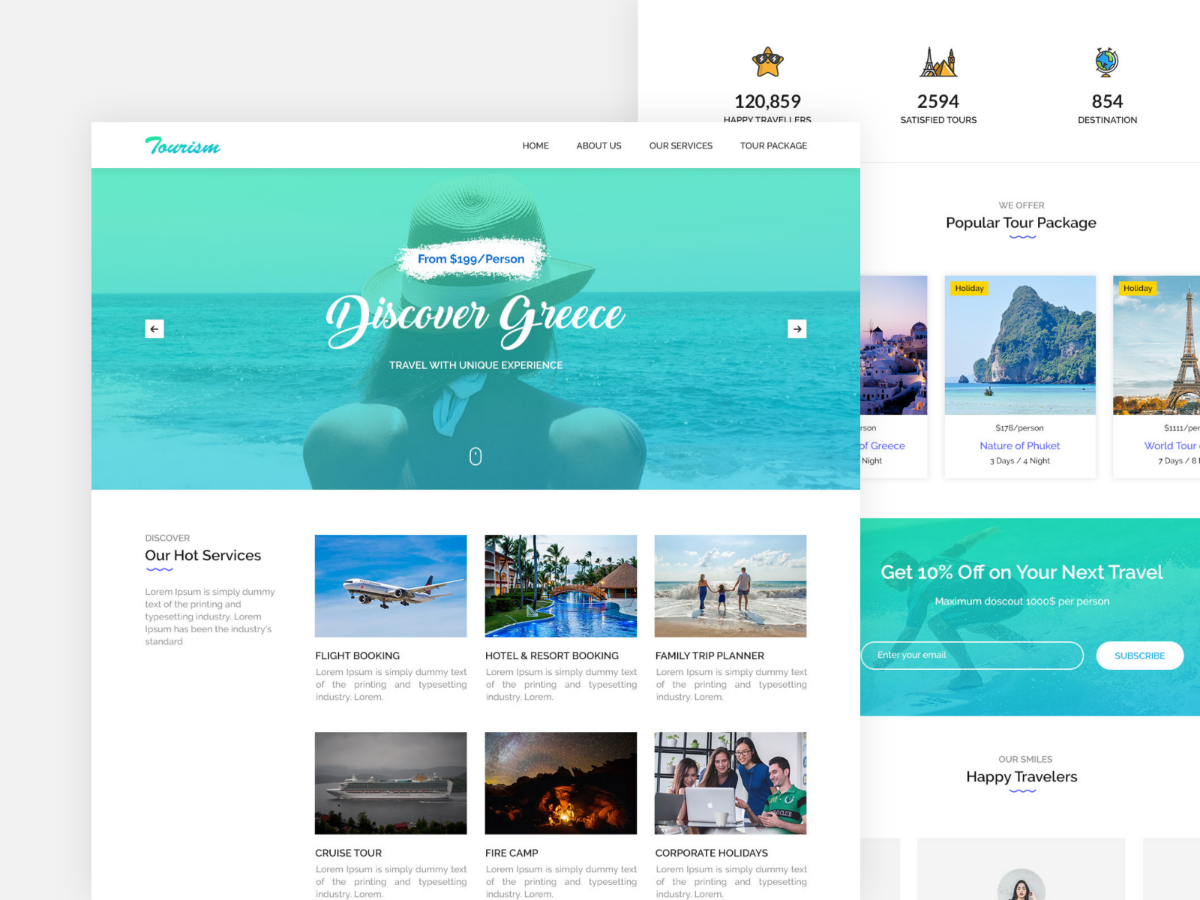 Tourism
HOME ABOUT US OUR SERVICES TOUR PACKAGE
From $199/Person
Discover Greece
TRAVEL WITH UNIQUE EXPERIENCE
DISCOVER
Our Hot Services
Lorem Ipsum is simply dummy
text of the printing and
typesetting industry. Lorem
Ipsum has been the industry's
standard
FLIGHT BOOKING
Lorem Ipsum is simply dummy text
of the printing and typesetting
industry. Lorem.
HOTEL & RESORT BOOKING
Lorem Ipsum is simply dummy text
of the printing and typesetting
industry. Lorem.
FAMILY TRIP PLANNER
Lorem Ipsum is simply dummy text
of the printing and typesetting
industry. Lorem.
CRUISE TOUR
Lorem Ipsum is simply dummy text
of the printing and typesetting
industry. Lorem.
FIRE CAMP
Lorem Ipsum is simply dummy text
of the printing and typesetting
industry. Lorem.
CORPORATE HOLIDAYS
Lorem Ipsum is simply dummy text
of the printing and typesetting
industry. Lorem.
120,859
HAPPY TRAVELLERS
2594
SATISFIED TOURS
854
DESTINATION
WE OFFER
Popular Tour Package
of Greece
Night
Holiday
$178/person
Nature of Phuket
3 Days / 4 Night
Holiday
$1111/per
World Tour
7 Days / 8
Get 10% Off on Your Next Travel
Maximum doscout 1000$ per person
Enter your email
SUBSCRIBE
OUR SMILES
Happy Travelers